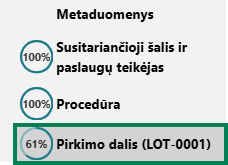 Metaduomenys
100% Susitariančioji šalis ir
paslaugų teikėjas
100% Procedūra
61% Pirkimo dalis (LOT-0001)